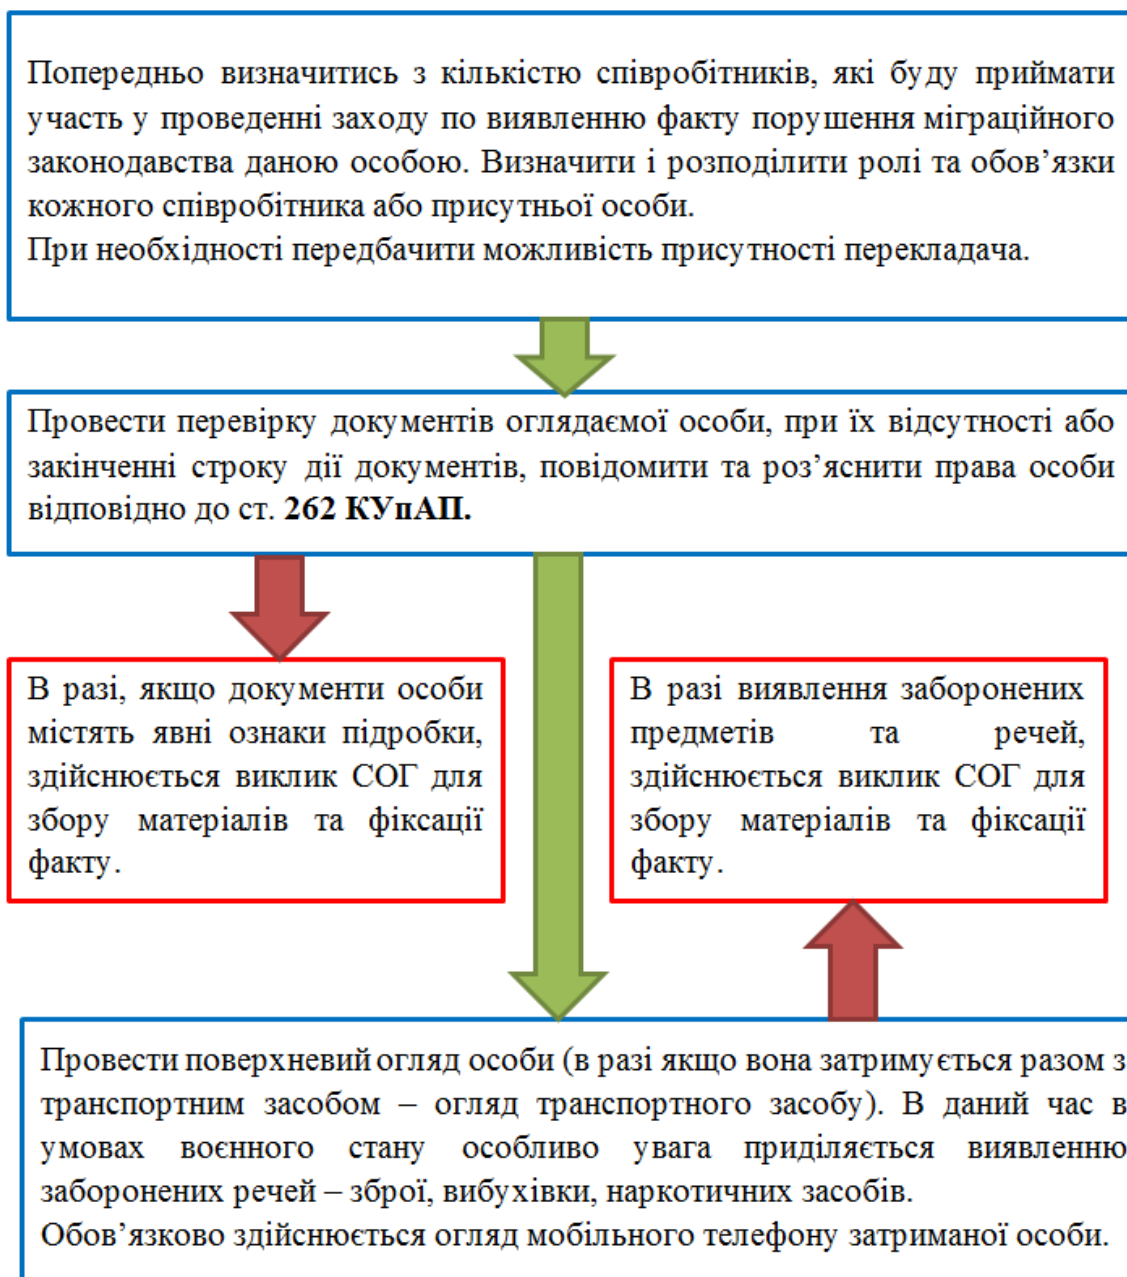 Попередньо визначитись з кількістю співробітників, які буду приймати
участь у проведенні заходу по виявленню факту порушення міграційного
законодавства даною особою. Визначити і розподілити ролі та обов’язки
кожного співробітника або присутньої особи.
При необхідності передбачити можливість присутності перекладача.
Провести перевірку документів оглядаємої особи, при їх відсутності або
закінченні строку дії документів, повідомити та роз’яснити права особи
відповідно до ст. 262 КУпАП.
В разі, якщо документи особи
містять явні ознаки підробки,
здійснюється виклик СОГ для
збору матеріалів та фіксації
факту.
В разі виявлення заборонених
предметів та речей,
здійснюється виклик СОГ для
збору матеріалів та фіксації
факту.
Провести поверхневий огляд особи (в разі якщо вона затримується разом з
транспортним засобом – огляд транспортного засобу). В даний час в
умовах воєнного стану особливо увага приділяється виявленню
заборонених речей – зброї, вибухівки, наркотичних засобів.
Обов’язково здійснюється огляд мобільного телефону затриманої особи.